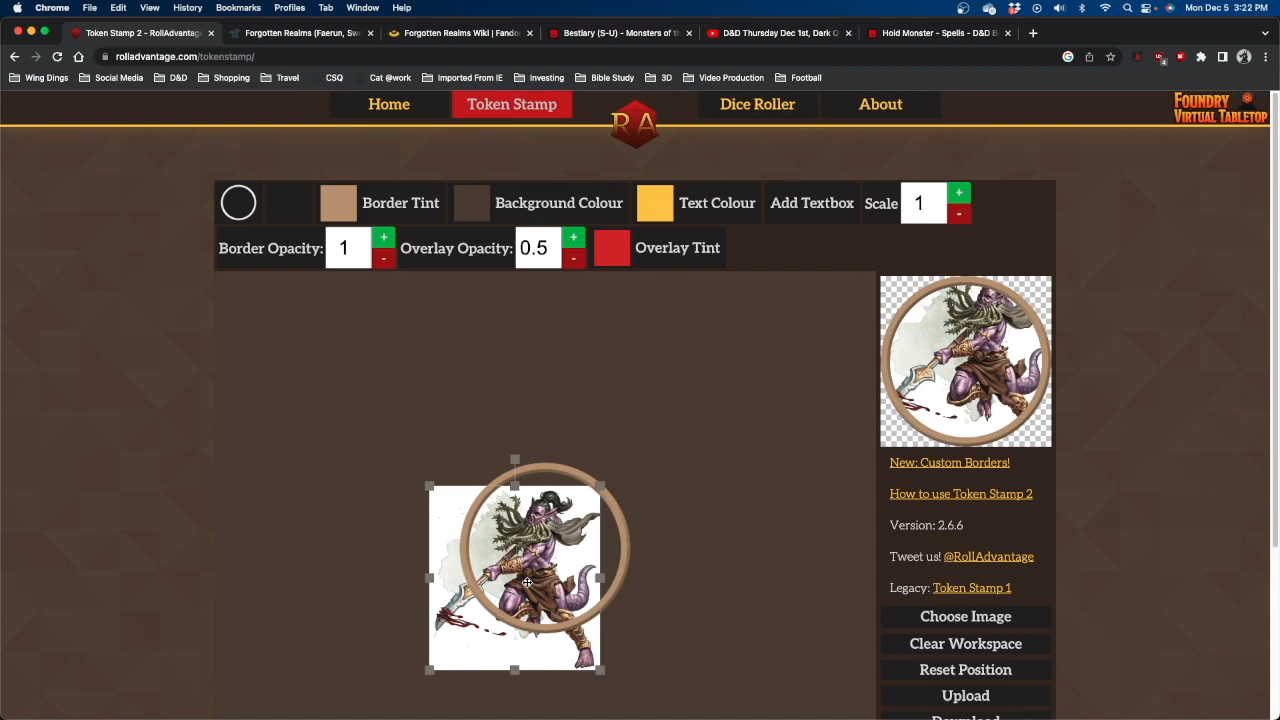 Chrome File Edit View History Bookmarks Profiles Tab Window Help Mon Dec 5 3:22 PM
Token Stamp 2 - RollAdvantage Forgotten Realms (Faerun, Swo Forgotten Realms Wiki | Fandom Bestiary (S-U) - Monsters of th D&D Thursday Dec 1st, Dark Q Hold Monster - Spells - D&D B
rolladvantage.com/tokenstamp/
Wing Dings Social Media D&D Shopping Travel CSQ Cat @work Imported From IE Investing Bible Study 3D Video Production Football
Home Token Stamp RA Dice Roller About
FOUNDRY
VIRTUAL TABLETOP
Border Tint Background Colour Text Colour Add Textbox Scale 1 + -
Border Opacity: 1 + - Overlay Opacity: 0.5 + - Overlay Tint
New: Custom Borders!
How to use Token Stamp 2
Version: 2.6.6
Tweet us! @RollAdvantage
Legacy: Token Stamp 1
Choose Image
Clear Workspace
Reset Position
Upload
Download